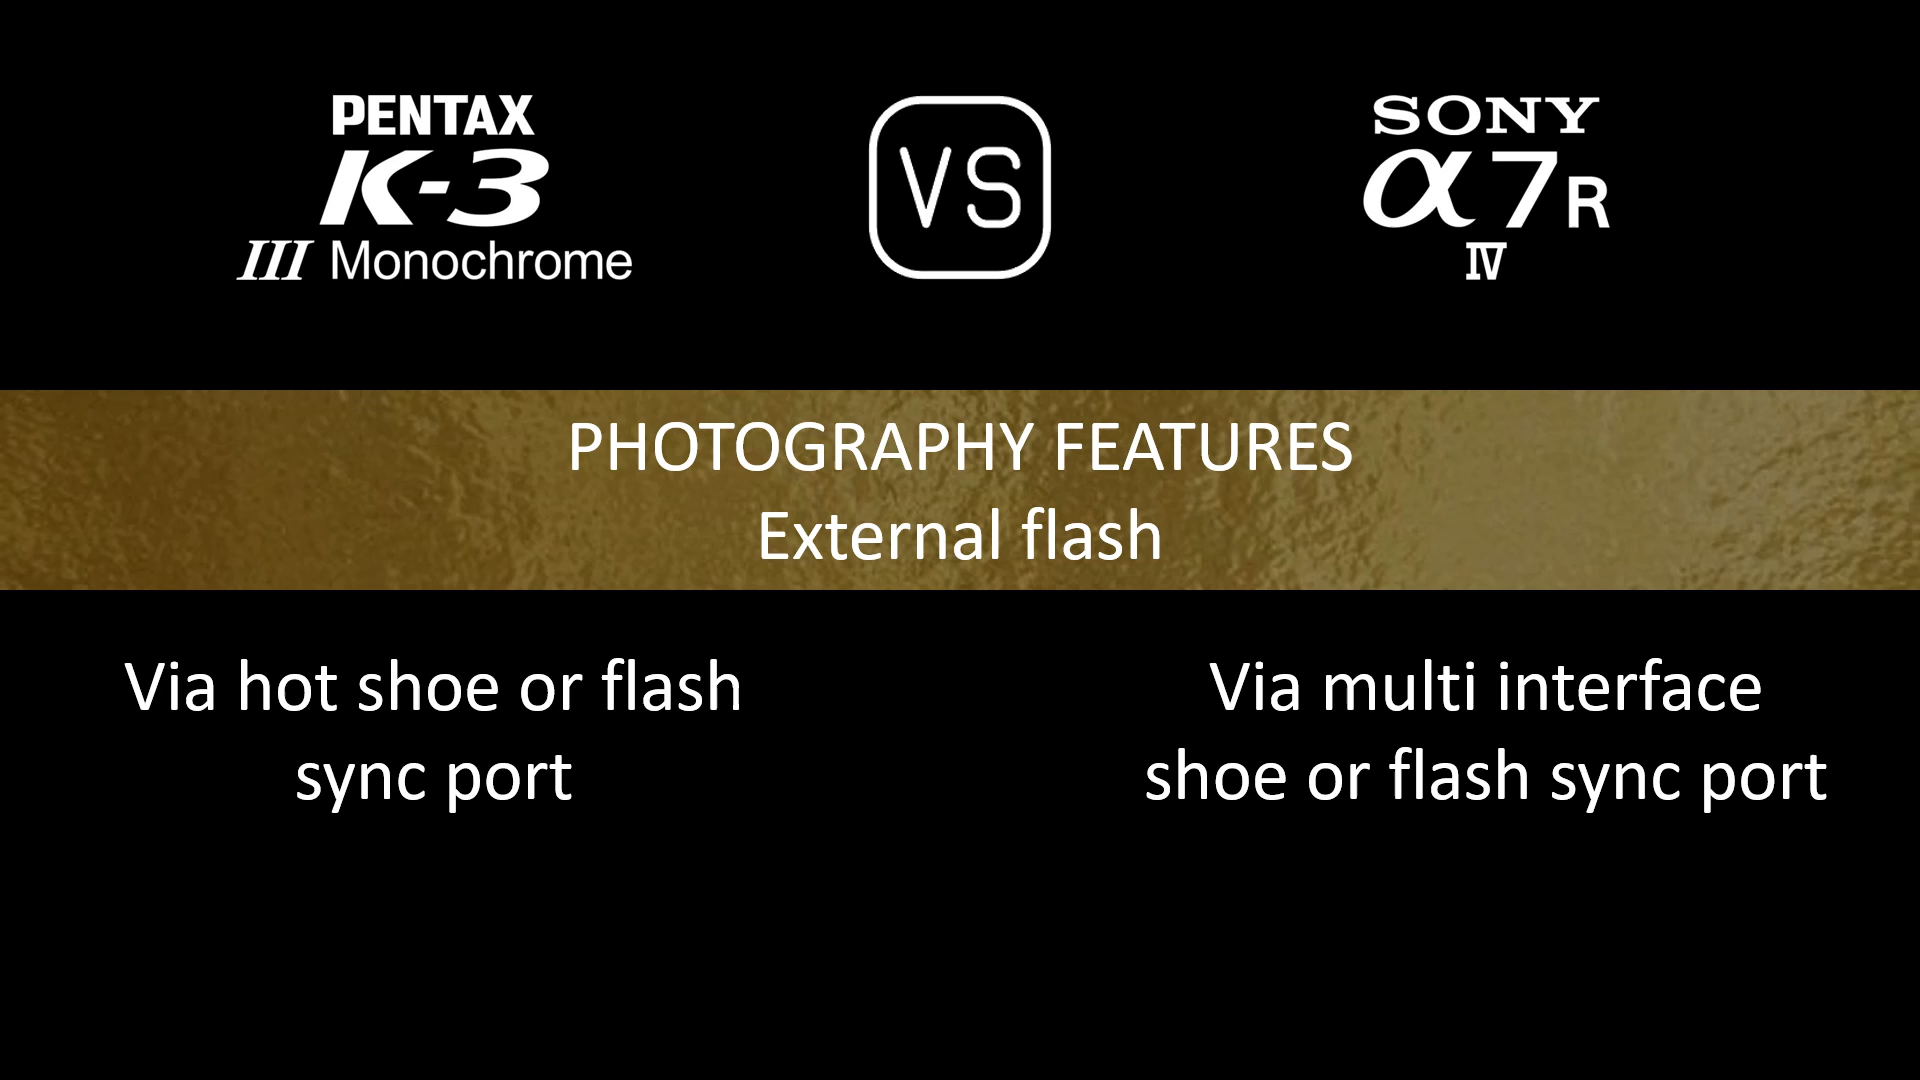 PENTAX
K-3
III Monochrome
VS
SONY
α7R
IV
PHOTOGRAPHY FEATURES
External flash
Via hot shoe or flash
sync port
Via multi interface
shoe or flash sync port